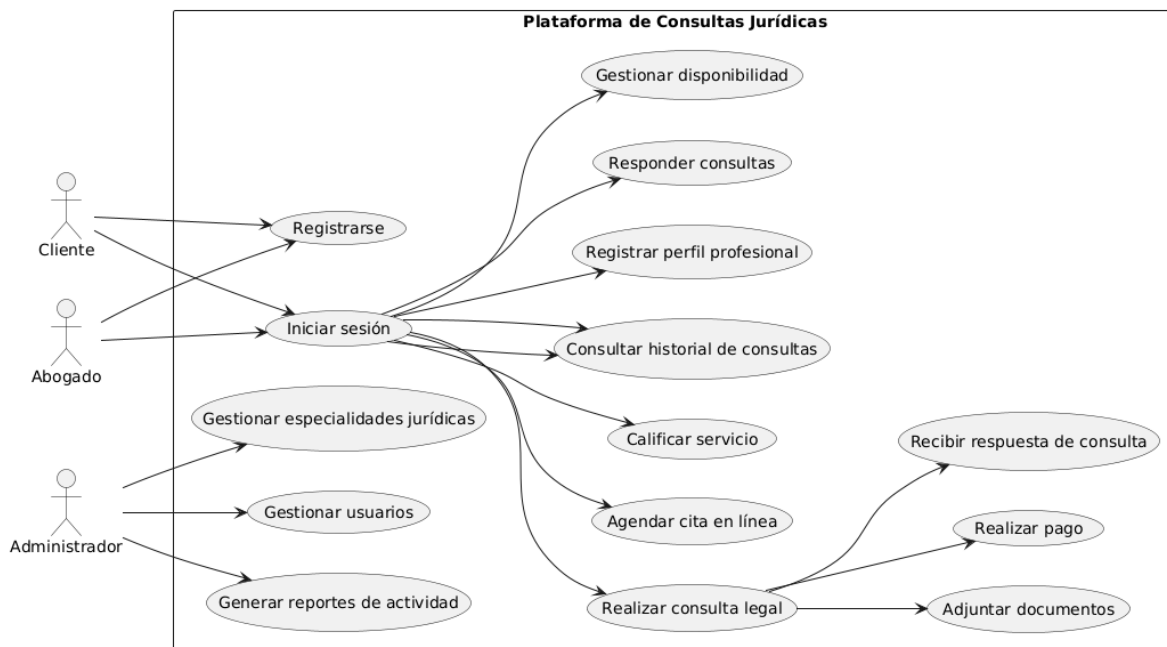 Plataforma de Consultas Jurídicas
Gestionar disponibilidad
Responder consultas
Cliente
Registrarse
Registrar perfil profesional
Abogado
Iniciar sesión
Consultar historial de consultas
Gestionar especialidades jurídicas
Calificar servicio
Recibir respuesta de consulta
Administrador
Gestionar usuarios
Agendar cita en línea
Realizar pago
Generar reportes de actividad
Realizar consulta legal
Adjuntar documentos